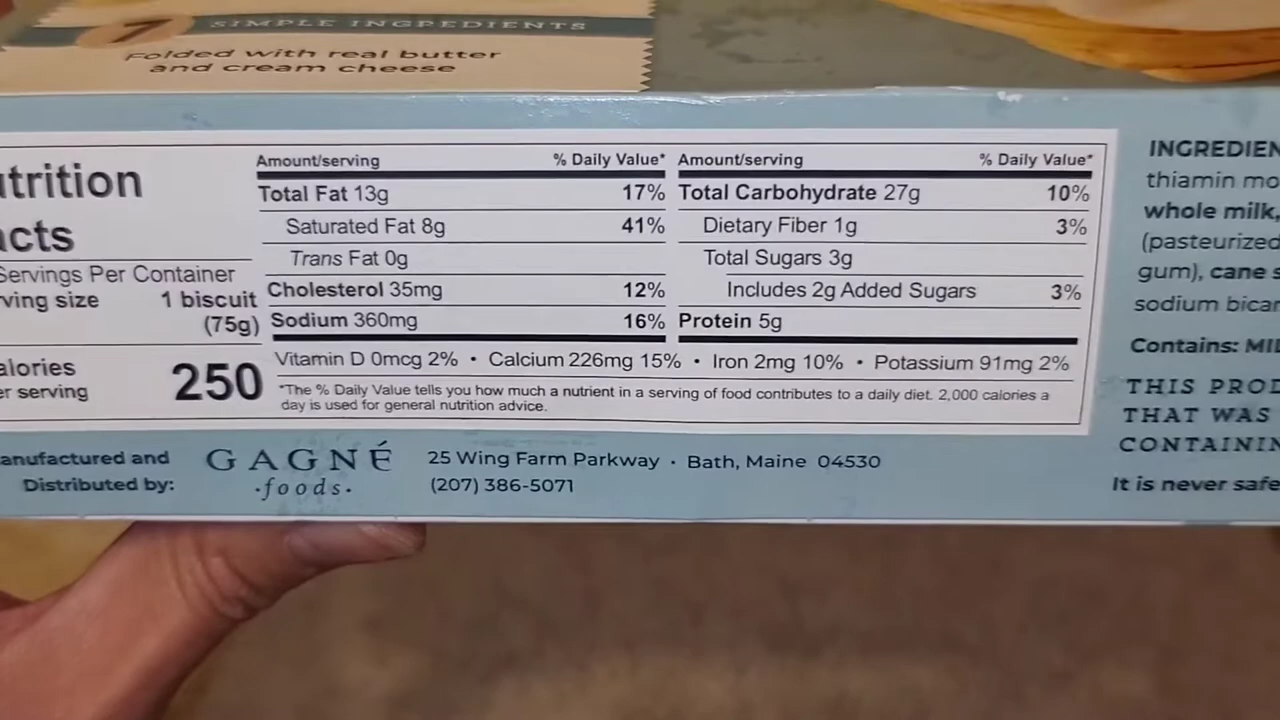 7 SIMPLE INGREDIENTS
Folded with real butter
and cream cheese
Nutrition
Facts
Servings Per Container
Serving size 1 biscuit
(75g)
Calories
per serving 250
Amount/serving % Daily Value*
Total Fat 13g 17%
Saturated Fat 8g 41%
Trans Fat 0g
Cholesterol 35mg 12%
Sodium 360mg 16%
Amount/serving % Daily Value*
Total Carbohydrate 27g 10%
Dietary Fiber 1g 3%
Total Sugars 3g
Includes 2g Added Sugars 3%
Protein 5g
Vitamin D 0mcg 2% • Calcium 226mg 15% • Iron 2mg 10% • Potassium 91mg 2%
*The % Daily Value tells you how much a nutrient in a serving of food contributes to a daily diet. 2,000 calories a
day is used for general nutrition advice.
Manufactured and
Distributed by:
GAGNÉ
·foods·
25 Wing Farm Parkway · Bath, Maine 04530
(207) 386-5071
INGREDIEN
thiamin mo
whole milk,
(pasteurized
gum), cane s
sodium bicar
Contains: MIL
THIS PROD
THAT WAS
CONTAININ
It is never safe